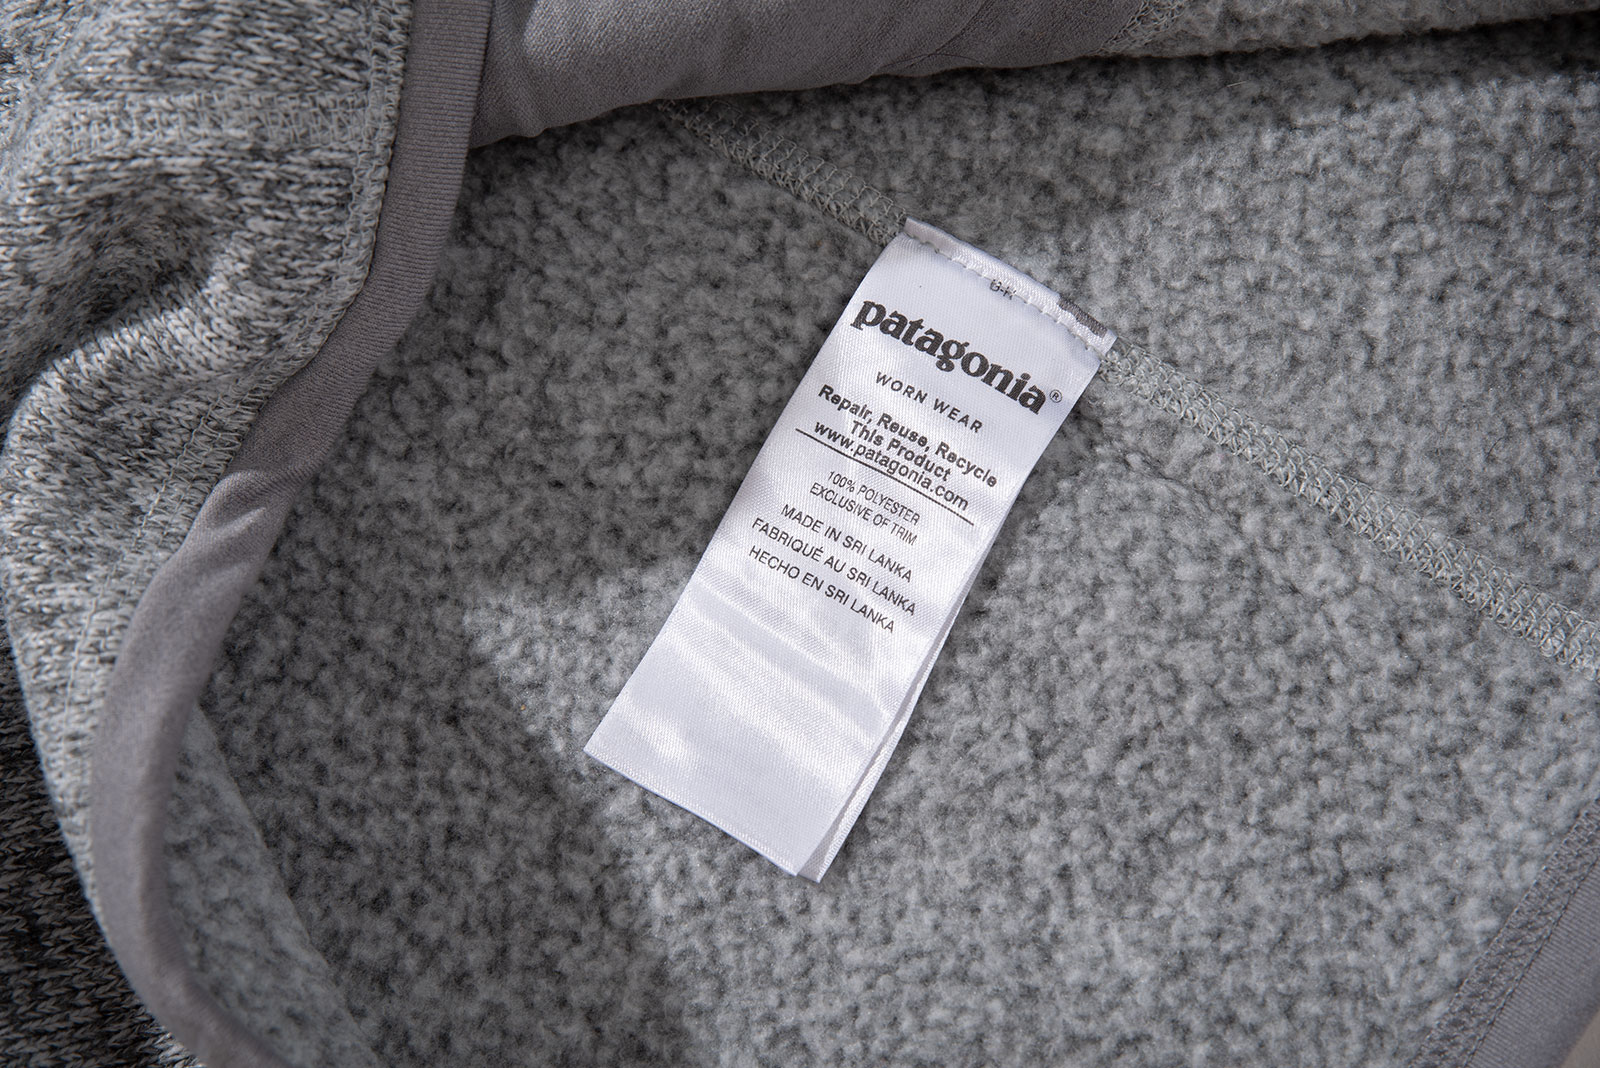 patagonia®
WORN WEAR
Repair, Reuse, Recycle
This Product
www.patagonia.com
100% POLYESTER
EXCLUSIVE OF TRIM
MADE IN SRI LANKA
FABRIQUÉ AU SRI LANKA
HECHO EN SRI LANKA